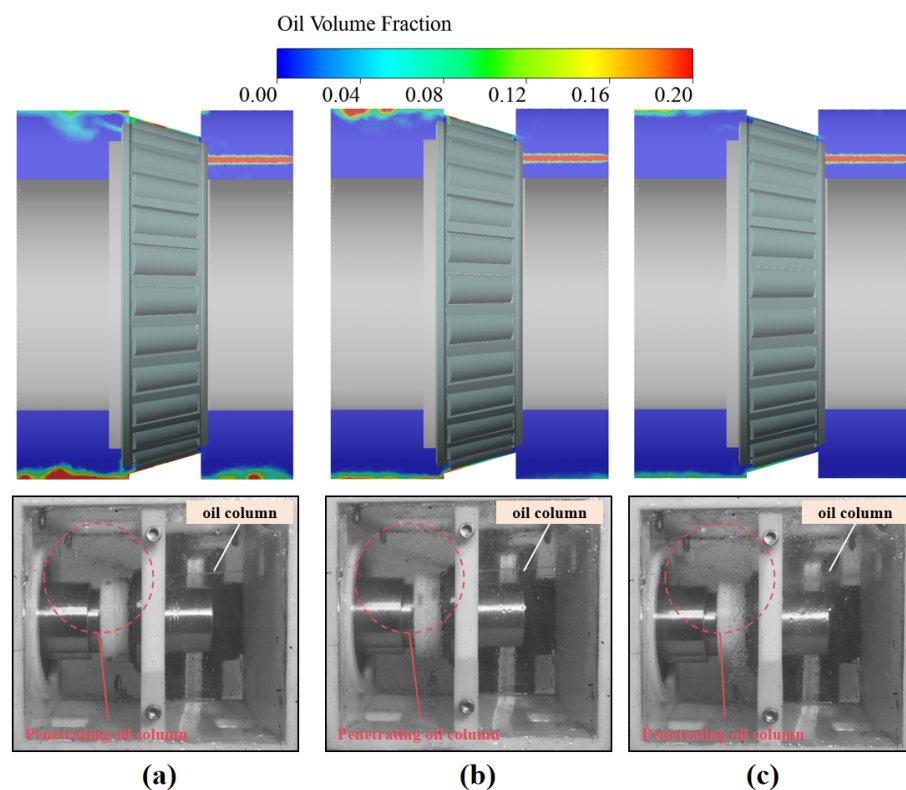 Oil Volume Fraction
0.00 0.04 0.08 0.12 0.16 0.20
oil column oil column oil column
Penetrating oil column Penetrating oil column Penetrating oil column
(a) (b) (c)